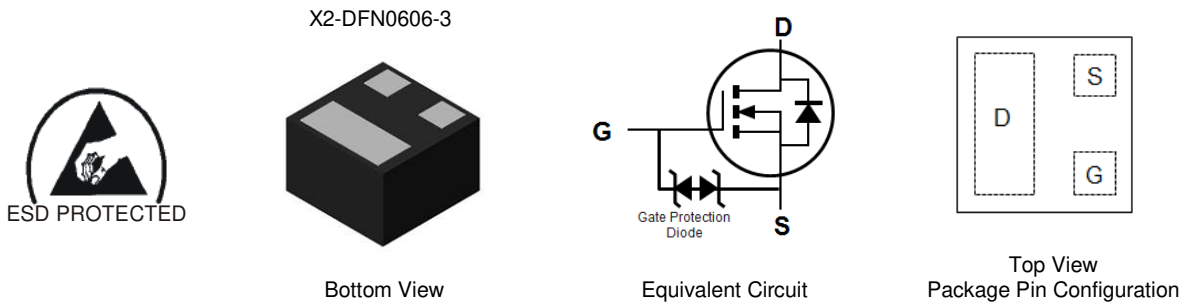 X2-DFN0606-3
ESD PROTECTED
Bottom View
D
G
Gate Protection
Diode
S
Equivalent Circuit
D
S
G
Top View
Package Pin Configuration